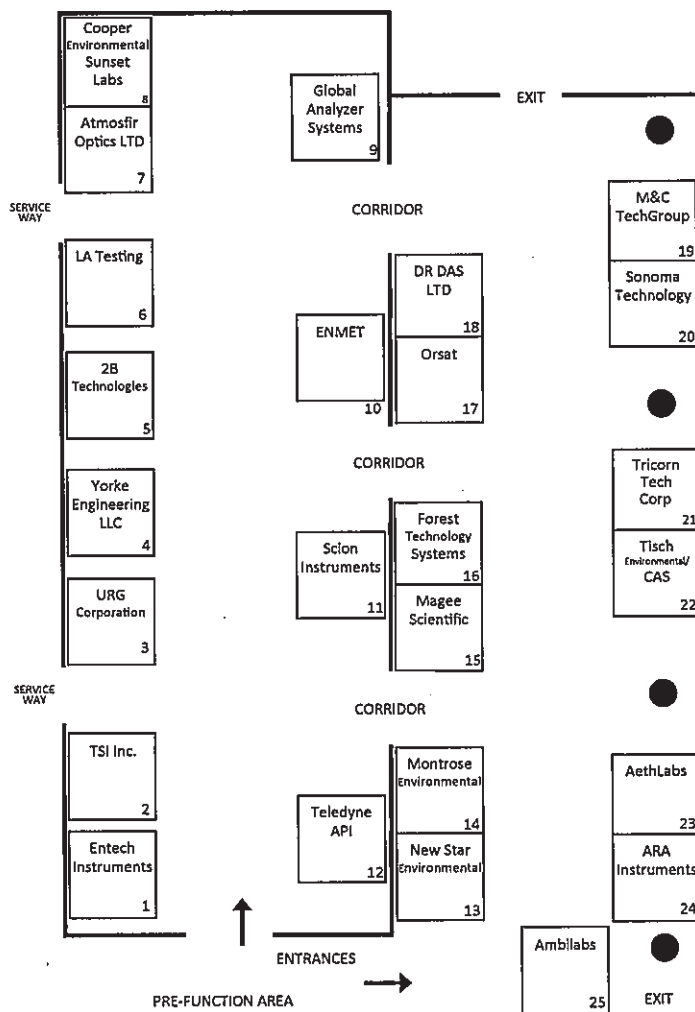 Cooper
Environmental
Sunset
Labs
8
Atmosfir
Optics LTD
7
Global
Analyzer
Systems
9
EXIT
SERVICE
WAY
CORRIDOR
M&C
TechGroup
19
Sonoma
Technology
20
LA Testing
6
DR DAS
LTD
18
ENMET
10
Orsat
17
2B
Technologies
5
CORRIDOR
Yorke
Engineering
LLC
4
Tricorn
Tech
Corp
21
Tisch
Environmental/
CAS
22
Scion
Instruments
11
Forest
Technology
Systems
16
Magee
Scientific
15
URG
Corporation
3
SERVICE
WAY
CORRIDOR
TSI Inc.
2
Montrose
Environmental
14
AethLabs
23
Teledyne
API
12
Entech
Instruments
1
New Star
Environmental
13
ARA
Instruments
24
ENTRANCES
Ambilabs
25
PRE-FUNCTION AREA
EXIT